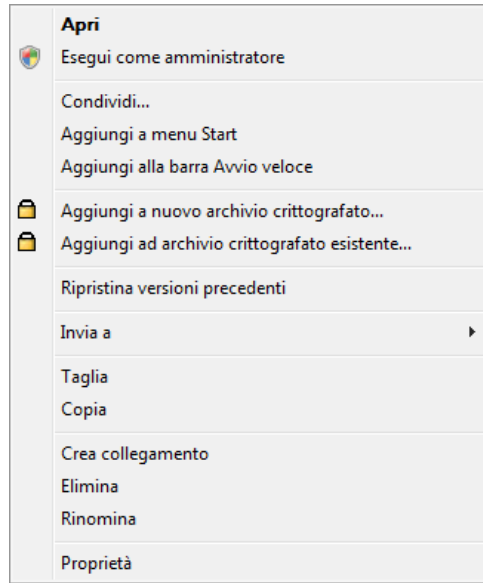 Apri
Esegui come amministratore
Condividi...
Aggiungi a menu Start
Aggiungi alla barra Avvio veloce
Aggiungi a nuovo archivio crittografato...
Aggiungi ad archivio crittografato esistente...
Ripristina versioni precedenti
Invia a
Taglia
Copia
Crea collegamento
Elimina
Rinomina
Proprietà